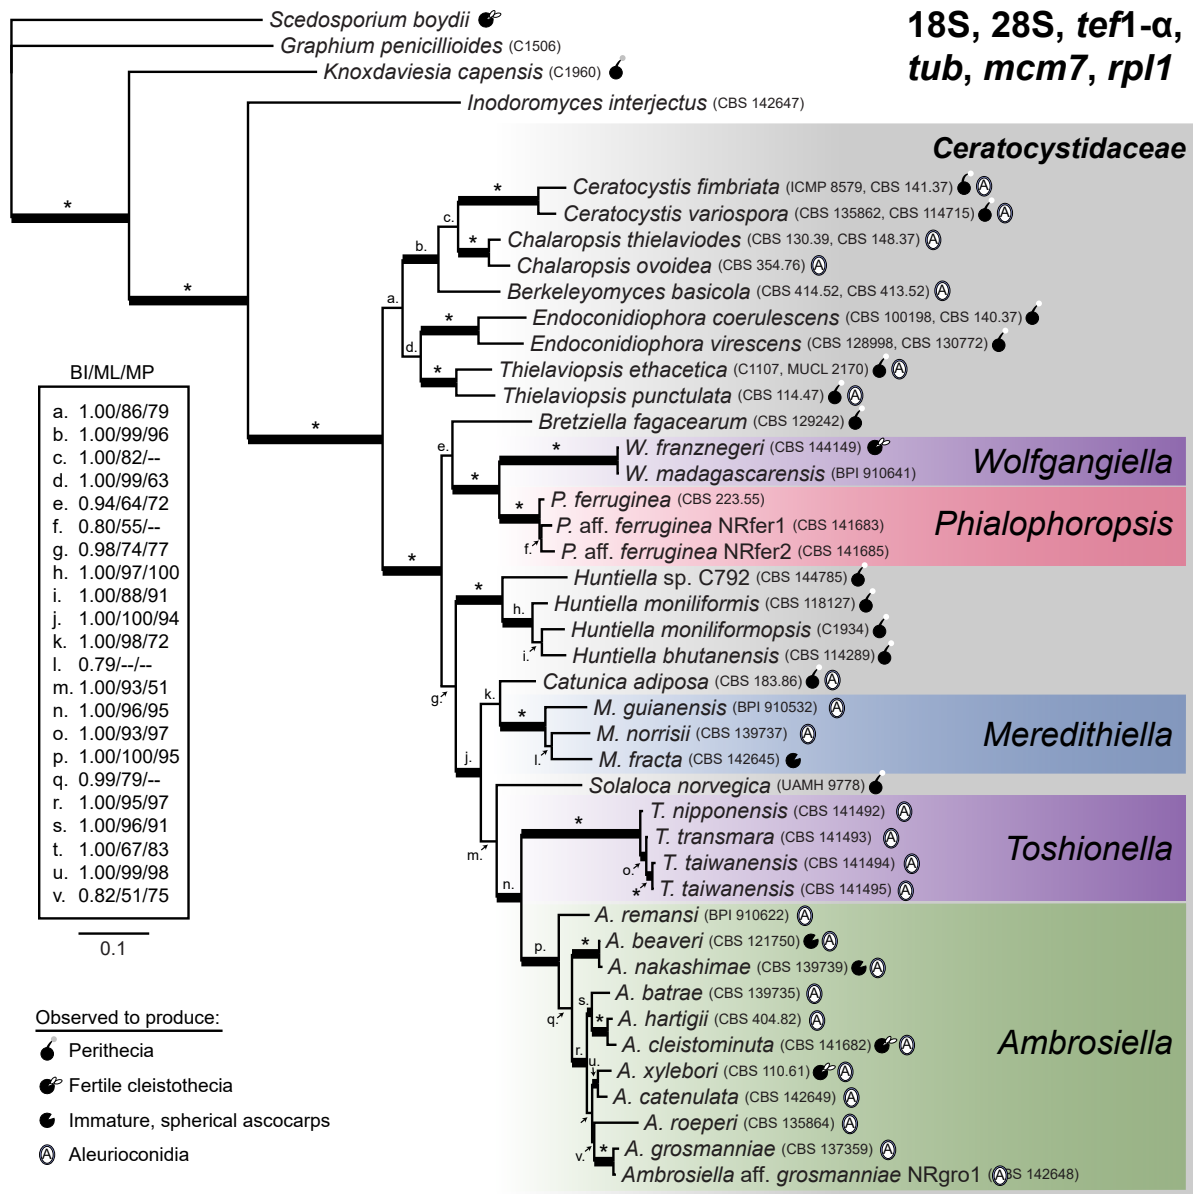 18S, 28S, tef1-α,
tub, mcm7, rpl1
Scedosporium boydii
Graphium penicillioides (C1506)
Knoxdaviesia capensis (C1960)
Inodoromyces interjectus (CBS 142647)
Ceratocystidaceae
*
*
*
*
Ceratocystis fimbriata (ICMP 8579, CBS 141.37) A
Ceratocystis variospora (CBS 135862, CBS 114715) A
c.
*
Chalaropsis thielaviodes (CBS 130.39, CBS 148.37) A
b.
Chalaropsis ovoidea (CBS 354.76) A
Berkeleyomyces basicola (CBS 414.52, CBS 413.52) A
a.
*
Endoconidiophora coerulescens (CBS 100198, CBS 140.37)
d.
Endoconidiophora virescens (CBS 128998, CBS 130772)
*
Thielaviopsis ethacetica (C1107, MUCL 2170) A
Thielaviopsis punctulata (CBS 114.47) A
Bretziella fagacearum (CBS 129242)
e.
*
W. franznegeri (CBS 144149)
W. madagascarensis (BPI 910641)
Wolfgangiella
*
*
P. ferruginea (CBS 223.55)
P. aff. ferruginea NRfer1 (CBS 141683)
f.
P. aff. ferruginea NRfer2 (CBS 141685)
Phialophoropsis
*
*
Huntiella sp. C792 (CBS 144785)
h.
Huntiella moniliformis (CBS 118127)
Huntiella moniliformopsis (C1934)
i.
Huntiella bhutanensis (CBS 114289)
g.
k.
Catunica adiposa (CBS 183.86) A
*
M. guianensis (BPI 910532) A
M. norrisii (CBS 139737) A
l.
M. fracta (CBS 142645)
Meredithiella
j.
Solaloca norvegica (UAMH 9778)
m.
*
T. nipponensis (CBS 141492) A
T. transmara (CBS 141493) A
o.
T. taiwanensis (CBS 141494) A
*
T. taiwanensis (CBS 141495) A
Toshionella
n.
A. remansi (BPI 910622) A
p.
*
A. beaveri (CBS 121750) A
A. nakashimae (CBS 139739) A
q.
s.
A. batrae (CBS 139735) A
*
A. hartigii (CBS 404.82) A
A. cleistominuta (CBS 141682) A
r.
u.
A. xylebori (CBS 110.61) A
A. catenulata (CBS 142649) A
A. roeperi (CBS 135864) A
v.
*
A. grosmanniae (CBS 137359) A
Ambrosiella aff. grosmanniae NRgro1 (ABS 142648)
Ambrosiella
BI/ML/MP
a. 1.00/86/79
b. 1.00/99/96
c. 1.00/82/--
d. 1.00/99/63
e. 0.94/64/72
f. 0.80/55/--
g. 0.98/74/77
h. 1.00/97/100
i. 1.00/88/91
j. 1.00/100/94
k. 1.00/98/72
l. 0.79/--/--
m. 1.00/93/51
n. 1.00/96/95
o. 1.00/93/97
p. 1.00/100/95
q. 0.99/79/--
r. 1.00/95/97
s. 1.00/96/91
t. 1.00/67/83
u. 1.00/99/98
v. 0.82/51/75
0.1
Observed to produce:
Perithecia
Fertile cleistothecia
Immature, spherical ascocarps
A Aleurioconidia